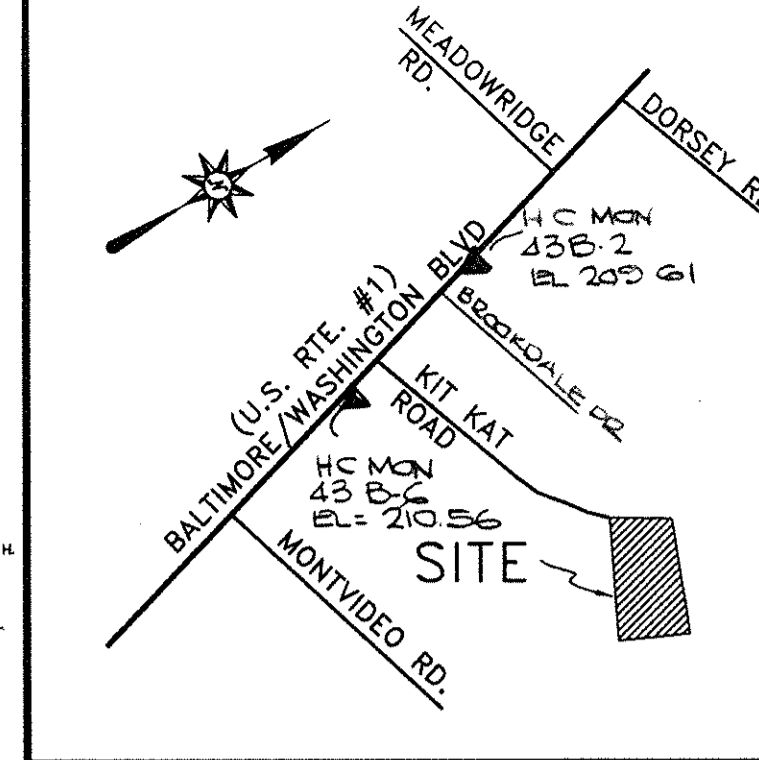 MEADOWRIDGE
RD.
DORSEY RD
N
H C MON
43B-2
EL 209 61
(U.S. RTE. #1)
BALTIMORE/WASHINGTON BLVD
BROOKDALE DR
KIT KAT
ROAD
HC MON
43 B-6
EL= 210.56
SITE
MONTVIDEO RD.
H.